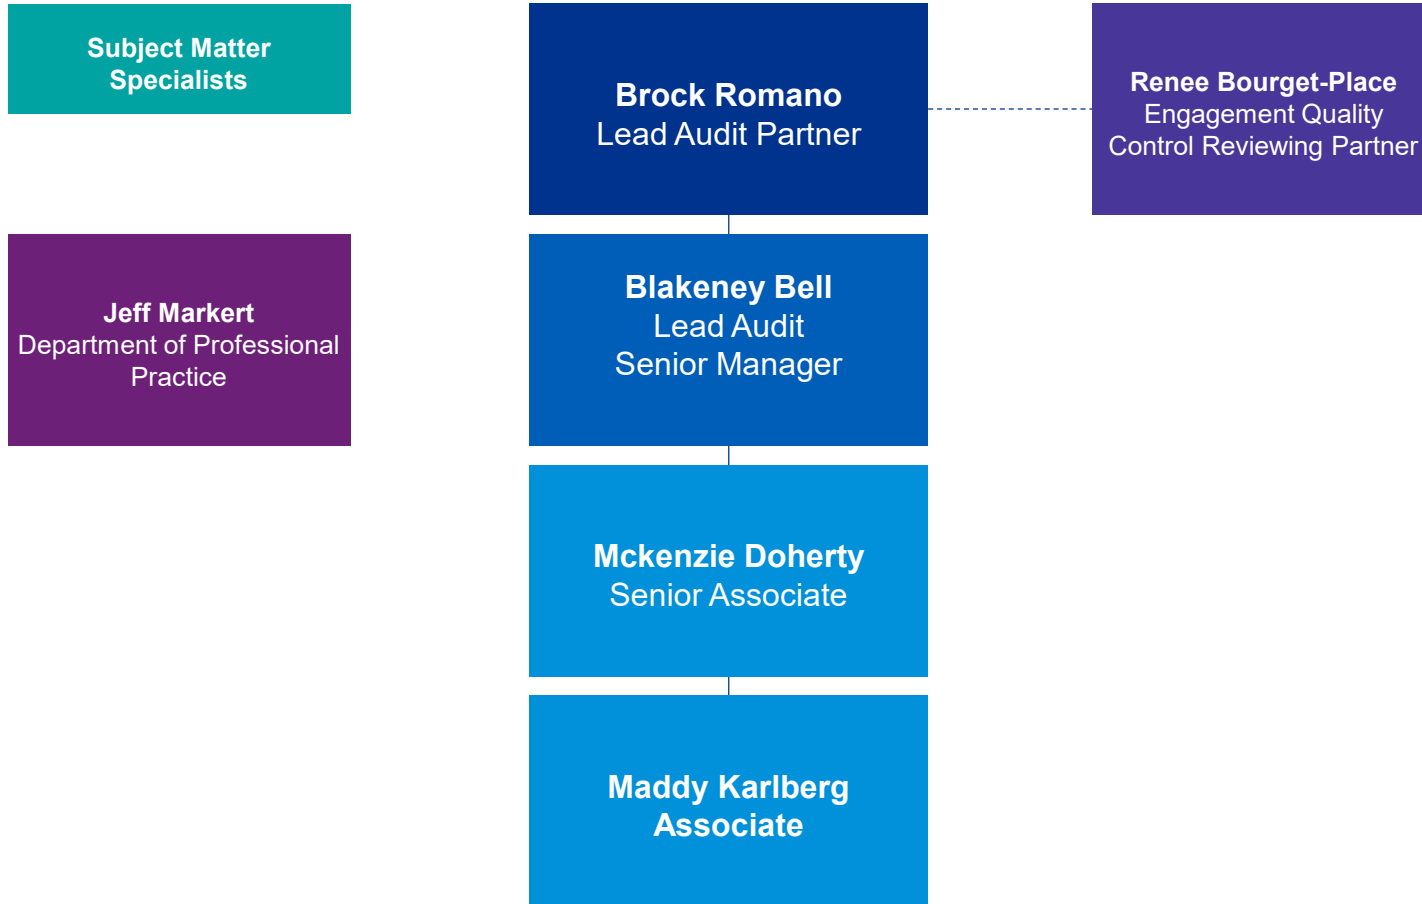 Subject Matter
Specialists
Brock Romano
Lead Audit Partner
Renee Bourget-Place
Engagement Quality
Control Reviewing Partner
Jeff Markert
Department of Professional
Practice
Blakeney Bell
Lead Audit
Senior Manager
Mckenzie Doherty
Senior Associate
Maddy Karlberg
Associate